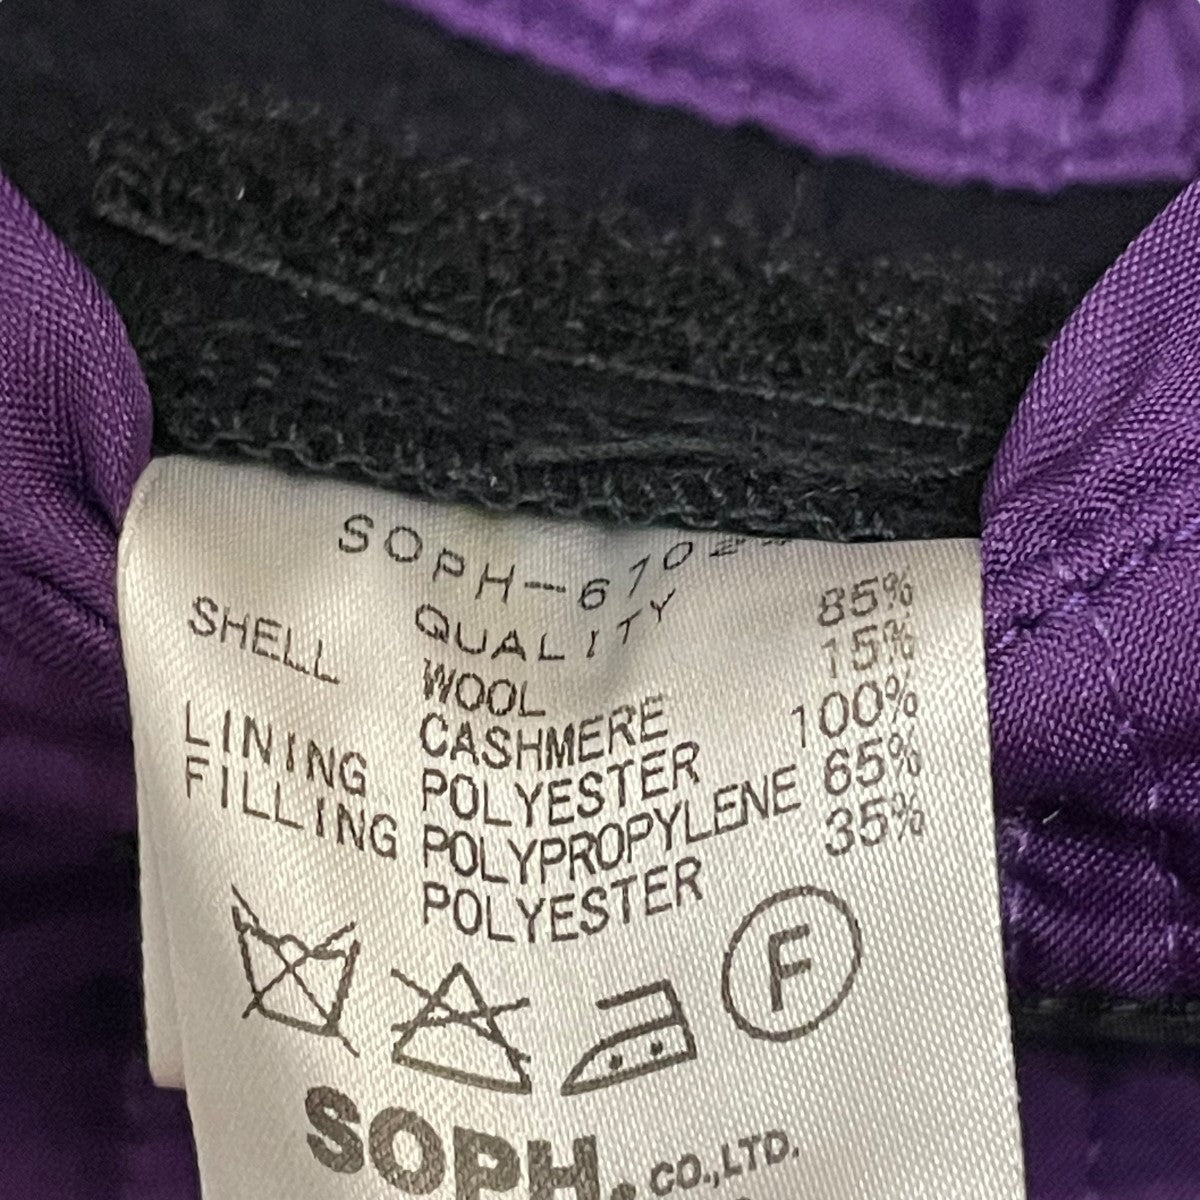 SOPH-6702
QUALITY
SHELL WOOL 85%
CASHMERE 15%
LINING POLYESTER 100%
FILLING POLYPROPYLENE 65%
POLYESTER 35%
F
SOPH. CO.,LTD.